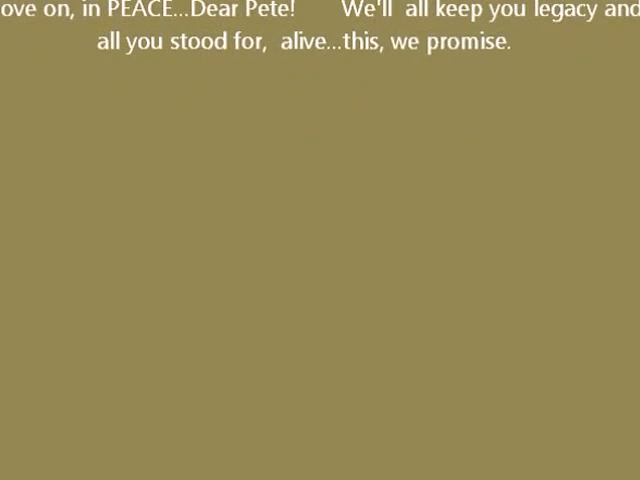 ove on, in PEACE...Dear Pete! We'll all keep you legacy and
all you stood for, alive...this, we promise.